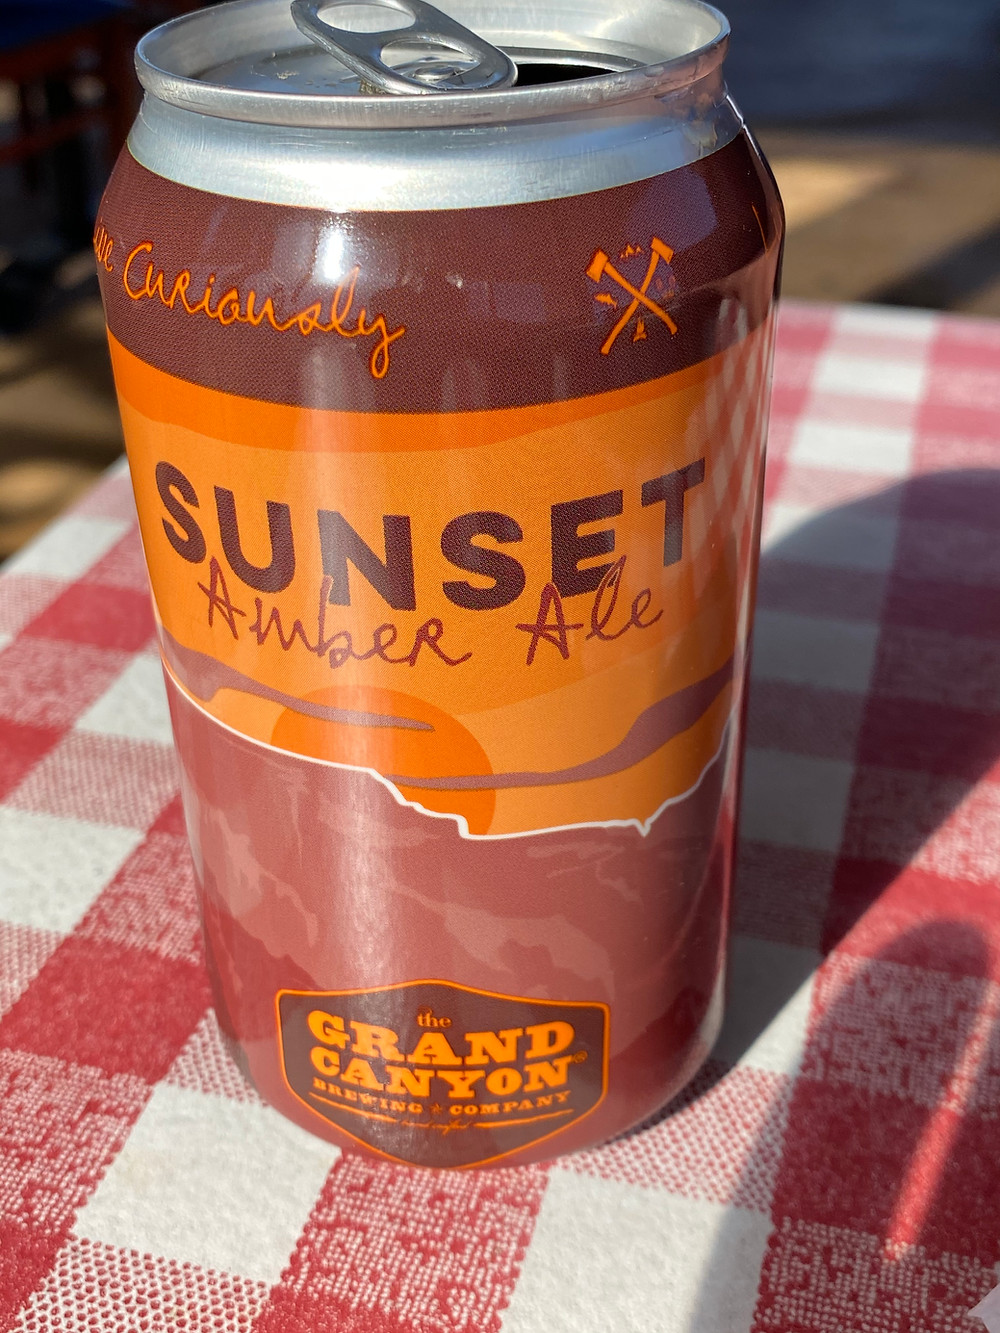 Curiously
SUNSET
Amber Ale
the
GRAND
CANYON®
BREWING COMPANY